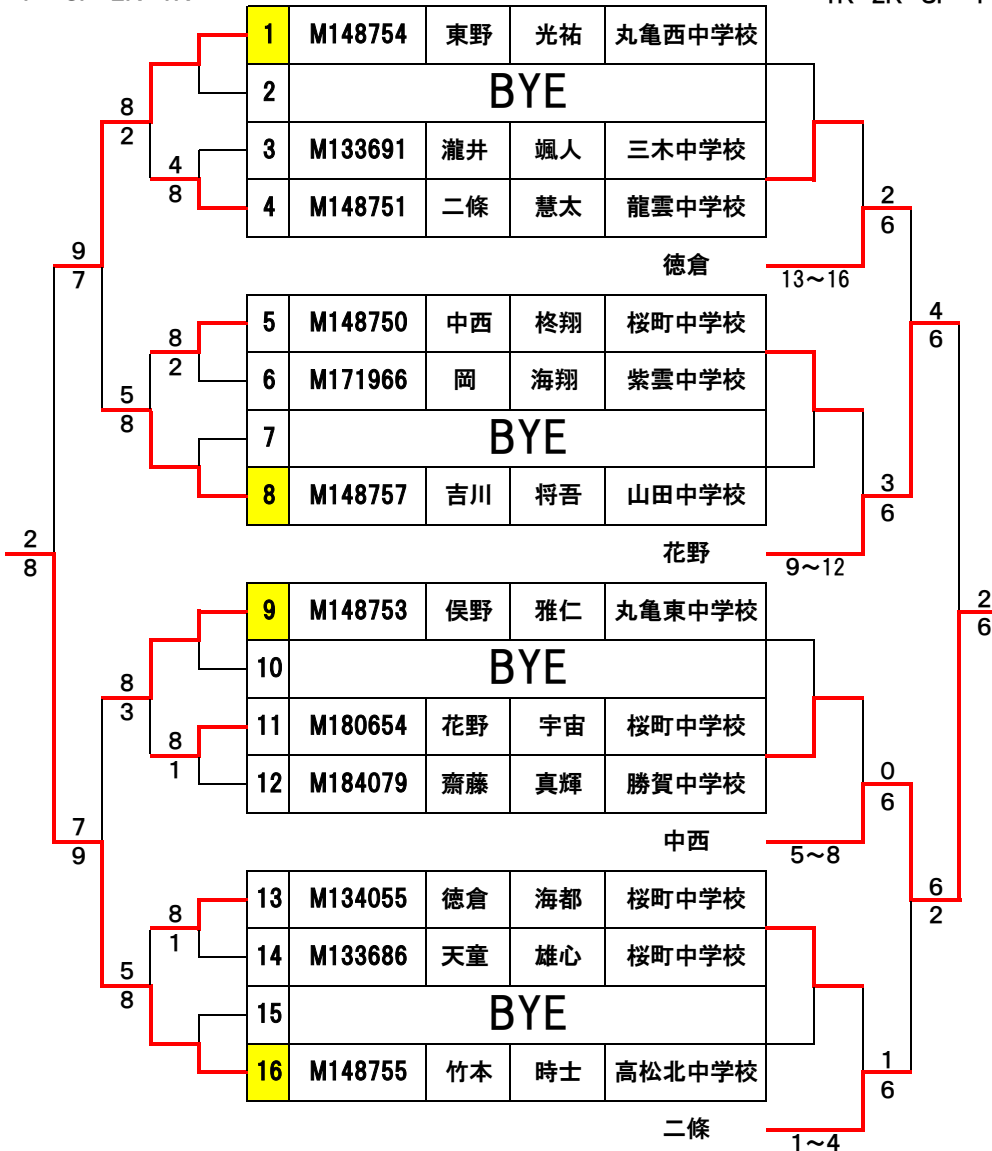 1 M148754 東野 光祐 丸亀西中学校
2 BYE
8
2
3 M133691 瀧井 颯人 三木中学校
4
8
4 M148751 二條 慧太 龍雲中学校
2
6
徳倉
13～16
9
7
5 M148750 中西 柊翔 桜町中学校
8
2
4
6
6 M171966 岡 海翔 紫雲中学校
5
8
7 BYE
8 M148757 吉川 将吾 山田中学校
3
6
花野
9～12
2
8
9 M148753 俣野 雅仁 丸亀東中学校
2
6
10 BYE
8
3
11 M180654 花野 宇宙 桜町中学校
8
1
12 M184079 齋藤 真輝 勝賀中学校
0
6
中西
5～8
7
9
13 M134055 徳倉 海都 桜町中学校
8
1
6
2
14 M133686 天童 雄心 桜町中学校
5
8
15 BYE
16 M148755 竹本 時士 高松北中学校
1
6
二條
1～4